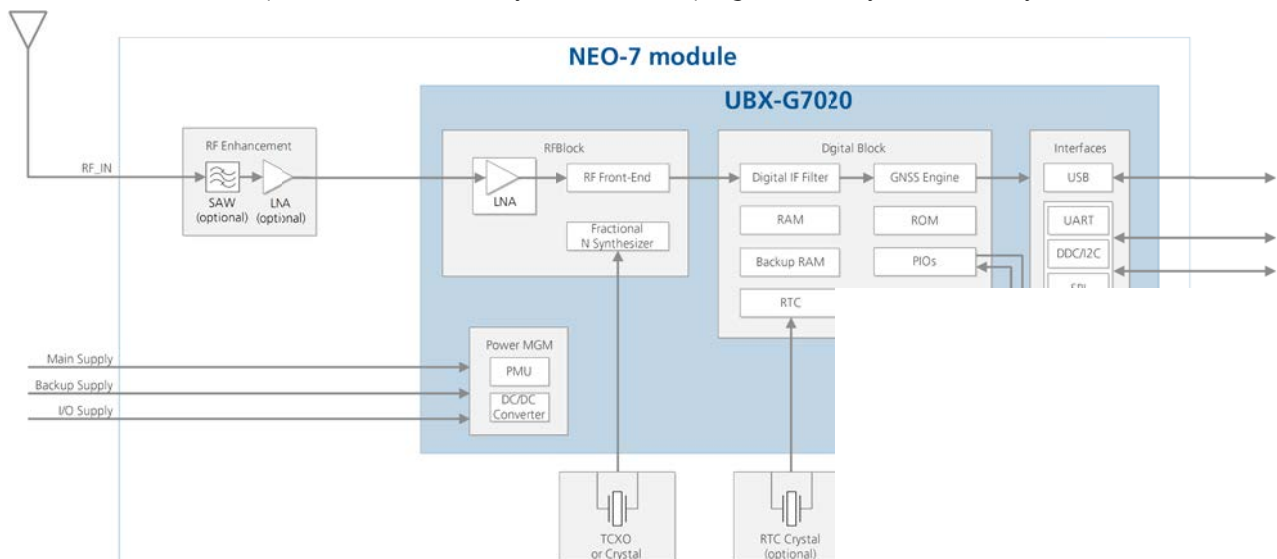 NEO-7 module
UBX-G7020
RF Enhancement
RF_IN
SAW
(optional)
LNA
(optional)
RFBlock
LNA
RF Front-End
Fractional
N Synthesizer
Digital Block
Digital IF Filter
GNSS Engine
RAM
ROM
Backup RAM
PIOs
RTC
Interfaces
USB
UART
DDC/I2C
Power MGM
PMU
DC/DC
Converter
Main Supply
Backup Supply
I/O Supply
TCXO
or Crystal
RTC Crystal
(optional)